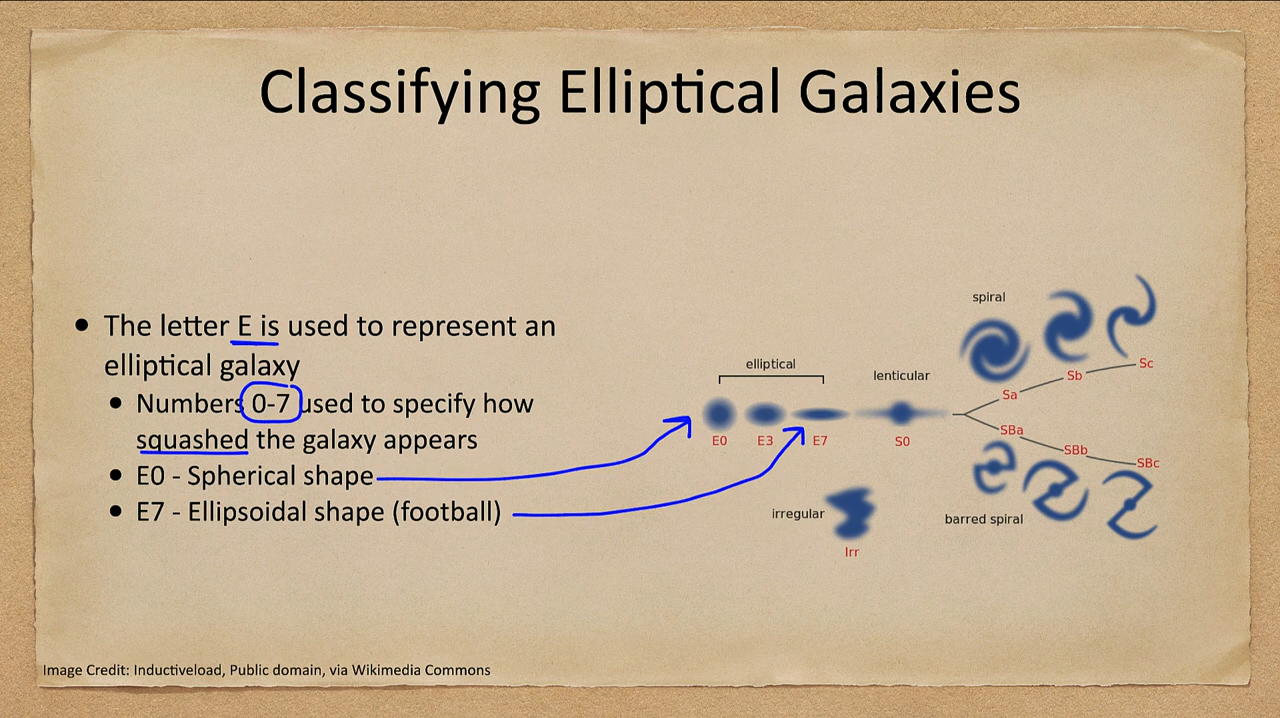 Classifying Elliptical Galaxies
• The letter E is used to represent an
elliptical galaxy
• Numbers 0-7 used to specify how
squashed the galaxy appears
• E0 - Spherical shape
• E7 - Ellipsoidal shape (football)
spiral
elliptical
lenticular
Sa
Sb
Sc
E0
E3
E7
S0
SBa
SBb
SBc
irregular
Irr
barred spiral
Image Credit: Inductiveload, Public domain, via Wikimedia Commons